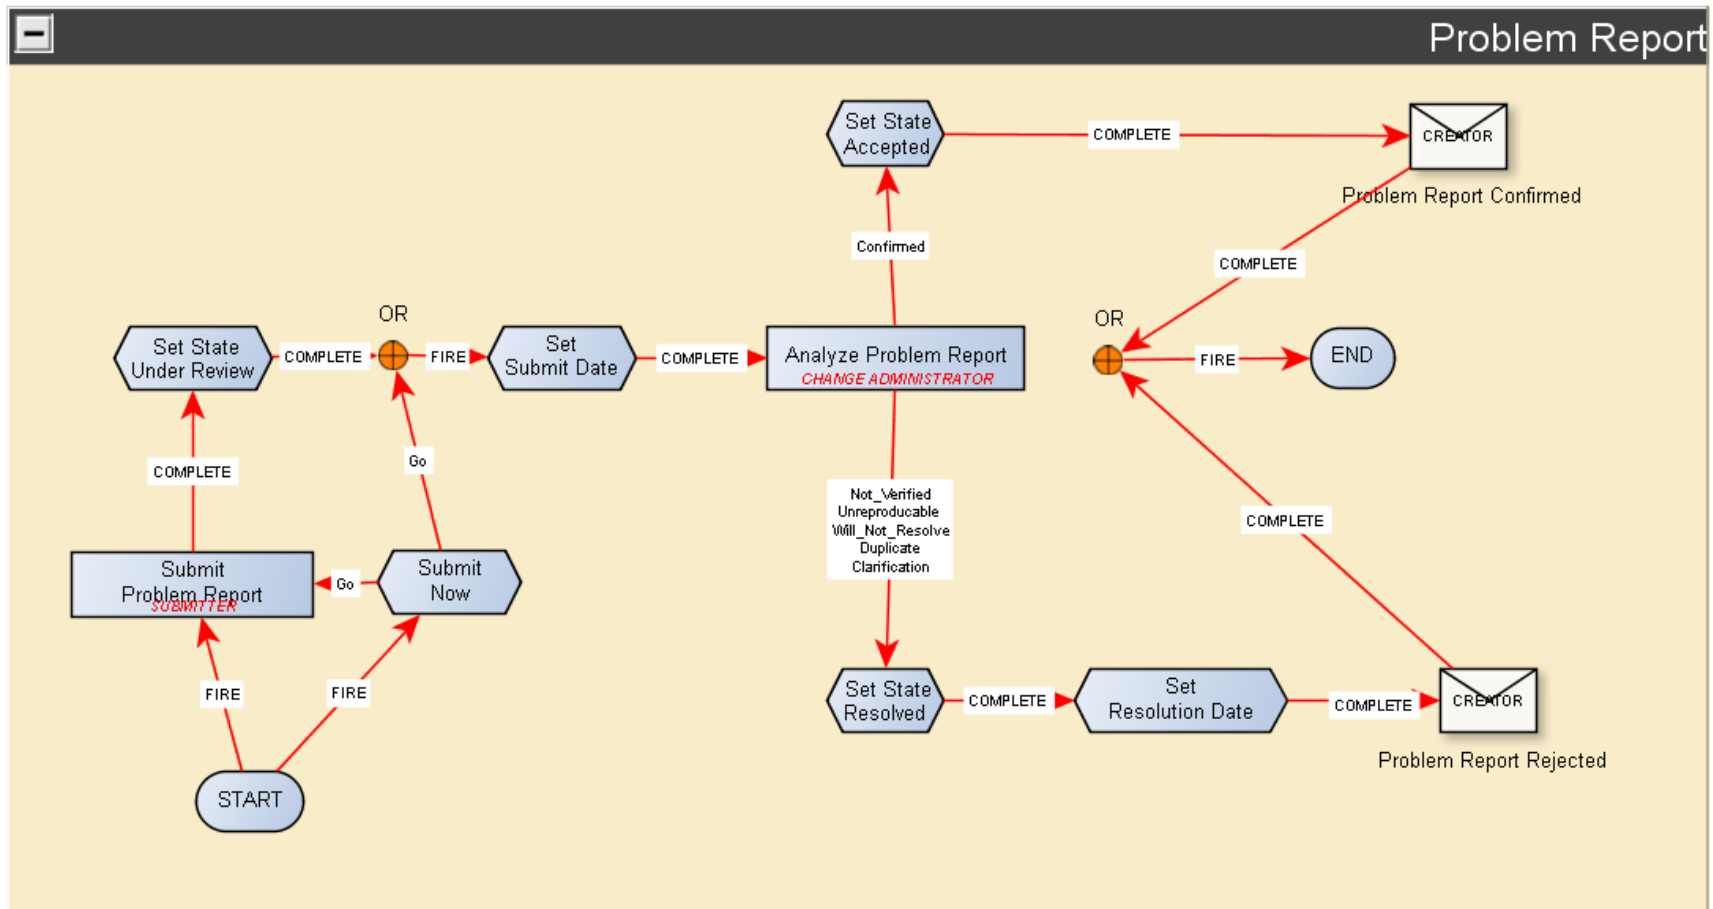 Problem Report
Set State
Accepted
COMPLETE
CREATOR
Problem Report Confirmed
Confirmed
COMPLETE
OR
OR
Set State
Under Review
COMPLETE
FIRE
Set
Submit Date
COMPLETE
Analyze Problem Report
CHANGE ADMINISTRATOR
FIRE
END
COMPLETE
Go
Not_Verified
Unreproducable
Will_Not_Resolve
Duplicate
Clarification
COMPLETE
Submit
Problem Report
SUBMITTER
Go
Submit
Now
FIRE
FIRE
Set State
Resolved
COMPLETE
Set
Resolution Date
COMPLETE
CREATOR
Problem Report Rejected
START